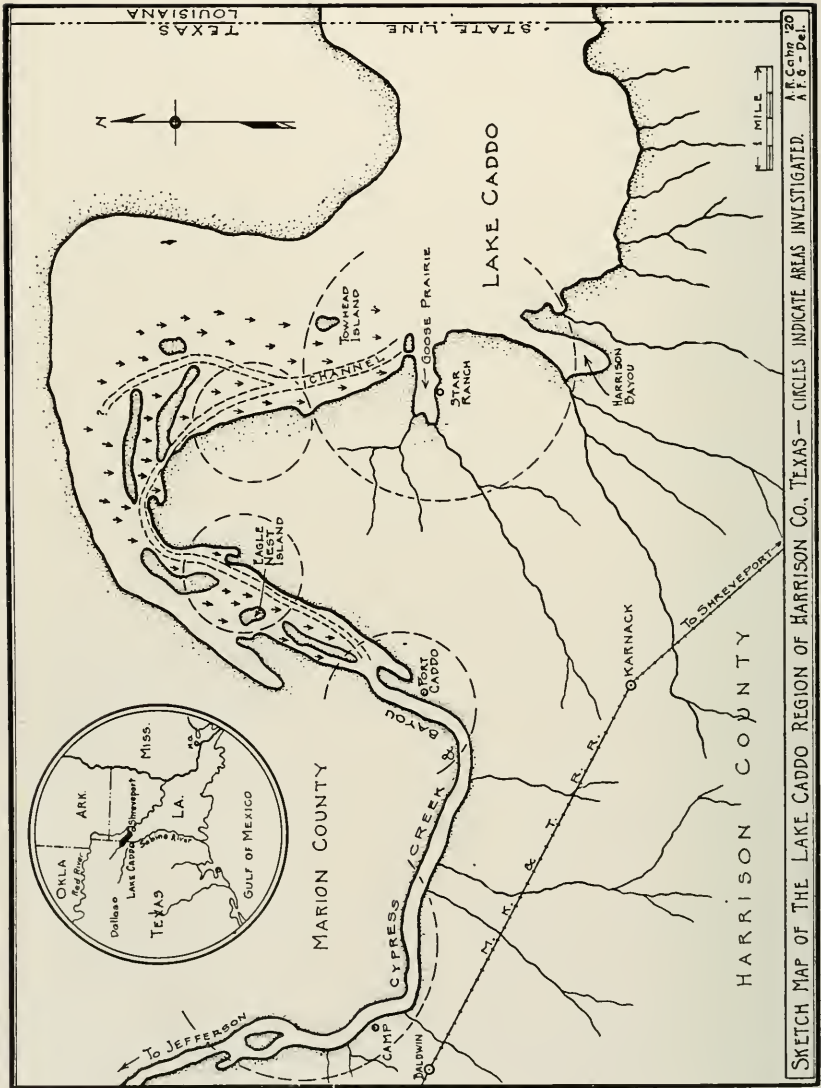 TEXAS
LOUISIANA
STATE LINE
N
LAKE CADDO
1 MILE
TOWHEAD
ISLAND
CHANNEL
GOOSE PRAIRIE
STAR
RANCH
HARRISON
BAYOU
?
EAGLE
NEST
ISLAND
PORT
CADDO
CYPRESS CREEK & BAYOU
KARNACK
TO SHREVEPORT
M. K. & T. R. R.
MARION COUNTY
HARRISON COUNTY
TO JEFFERSON
CAMP
BALDWIN
OKLA
ARK.
MISS.
Red River
Dallas
LAKE CADDO
Shreveport
LA.
TEXAS
Sabine River
N.O.
GULF OF MEXICO
SKETCH MAP OF THE LAKE CADDO REGION OF HARRISON CO., TEXAS — CIRCLES INDICATE AREAS INVESTIGATED.
A.R. Cahn '20
A.F.G - Del.